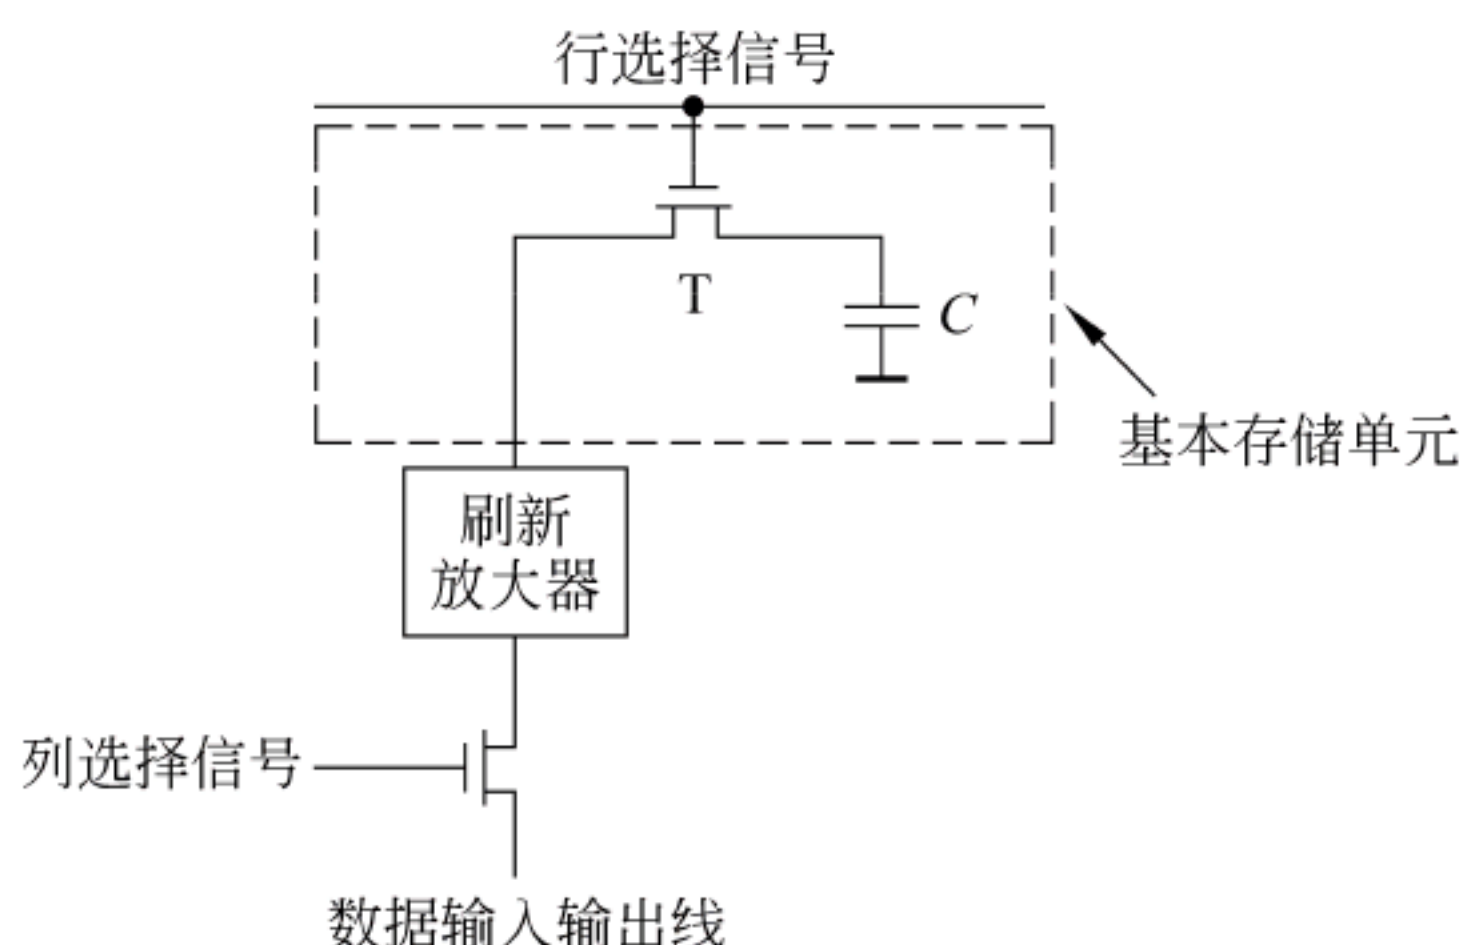 行选择信号
T
C
基本存储单元
刷新
放大器
列选择信号
数据输入输出线